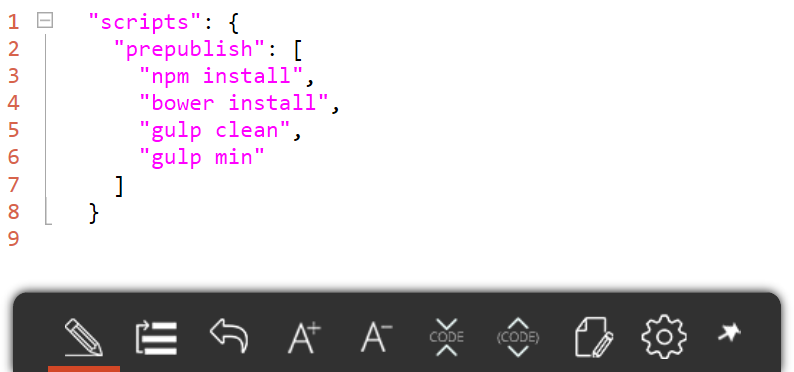 1 "scripts": {
2 "prepublish": [
3 "npm install",
4 "bower install",
5 "gulp clean",
6 "gulp min"
7 ]
8 }
9
A+ A- CODE (CODE)